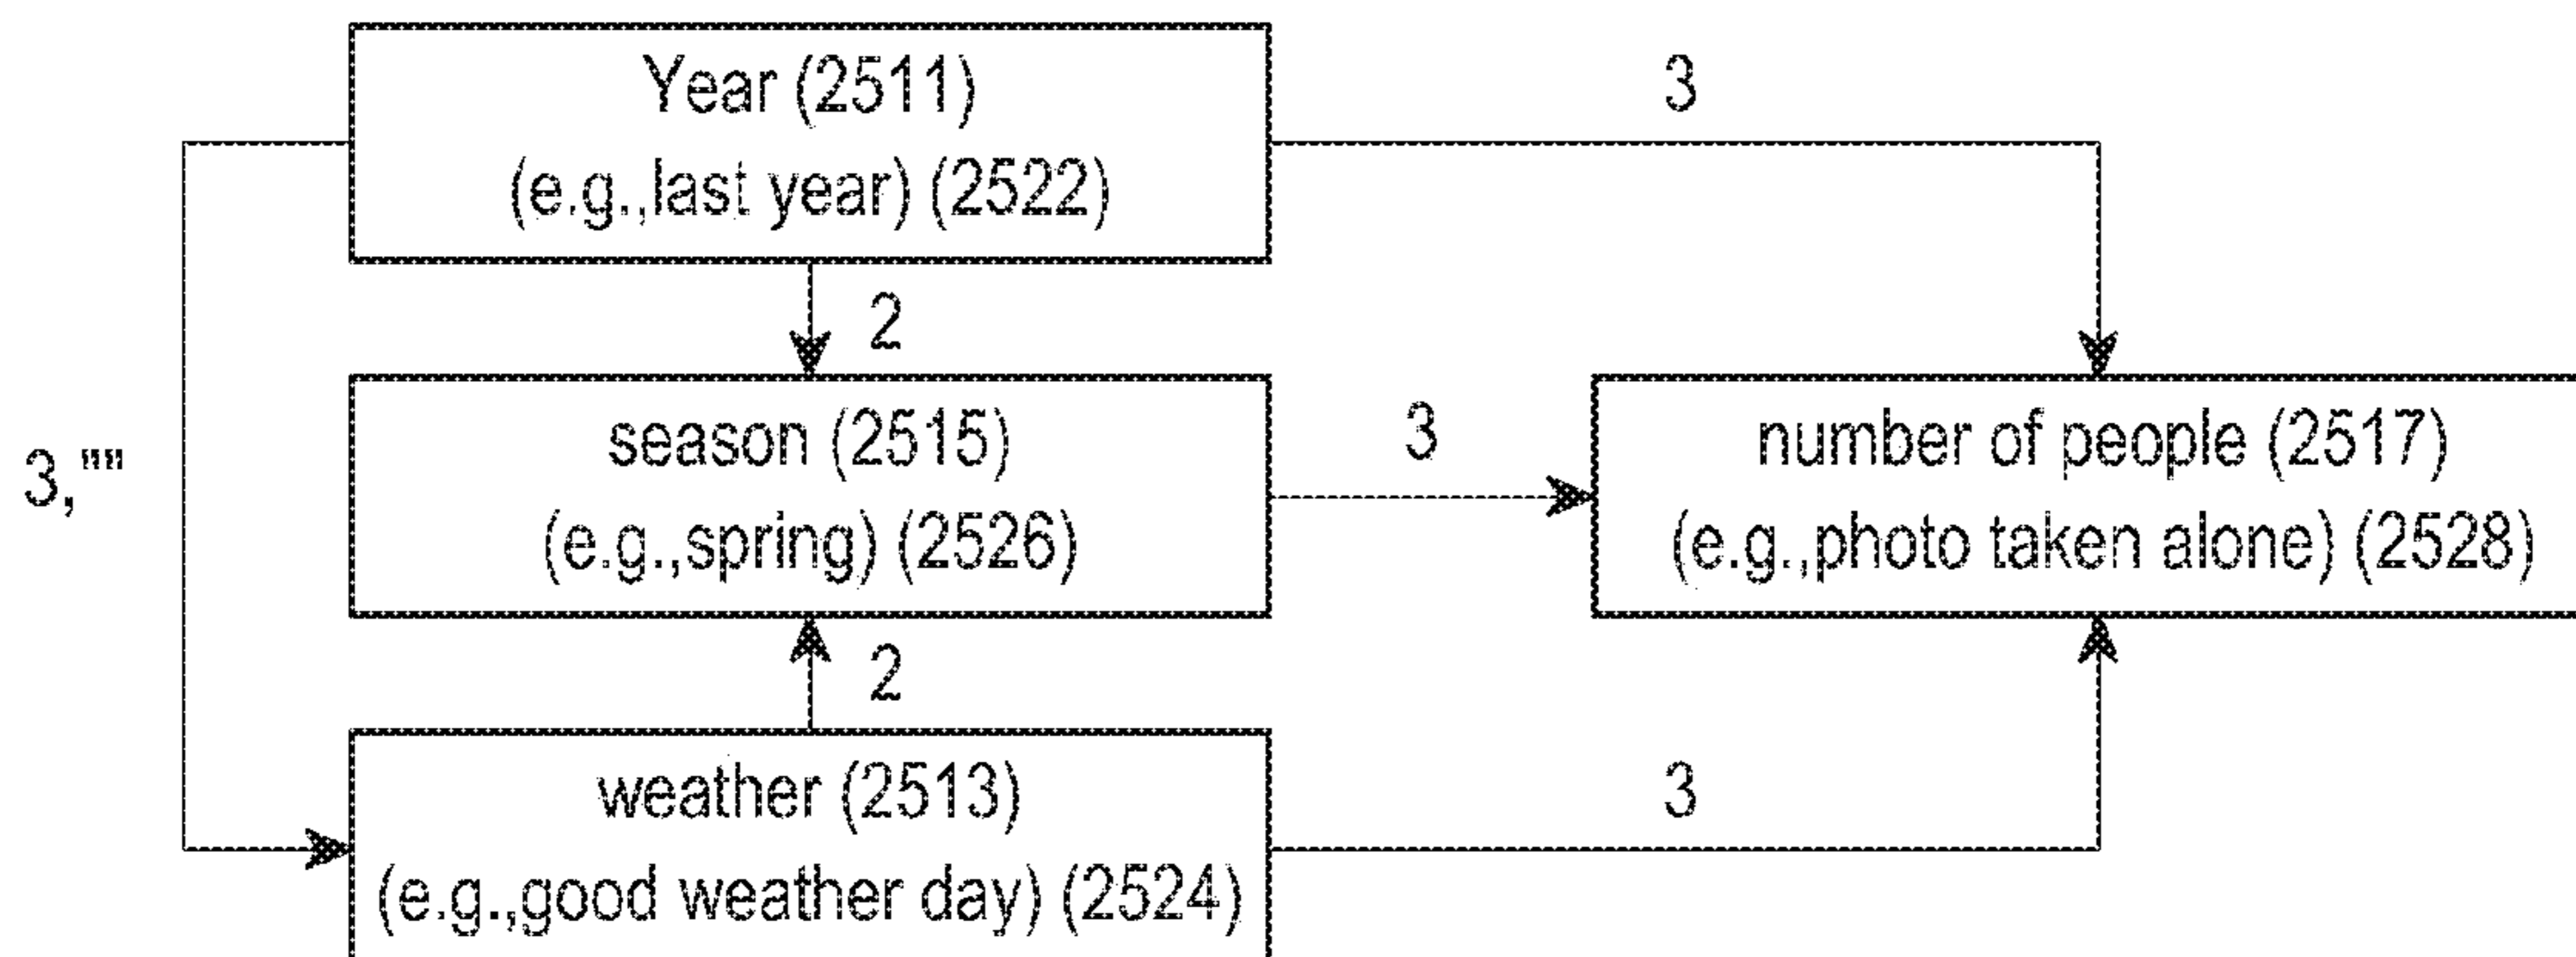 Year (2511)
(e.g.,last year) (2522)
3
2
season (2515)
(e.g.,spring) (2526)
3,""
3
number of people (2517)
(e.g.,photo taken alone) (2528)
2
weather (2513)
(e.g.,good weather day) (2524)
3